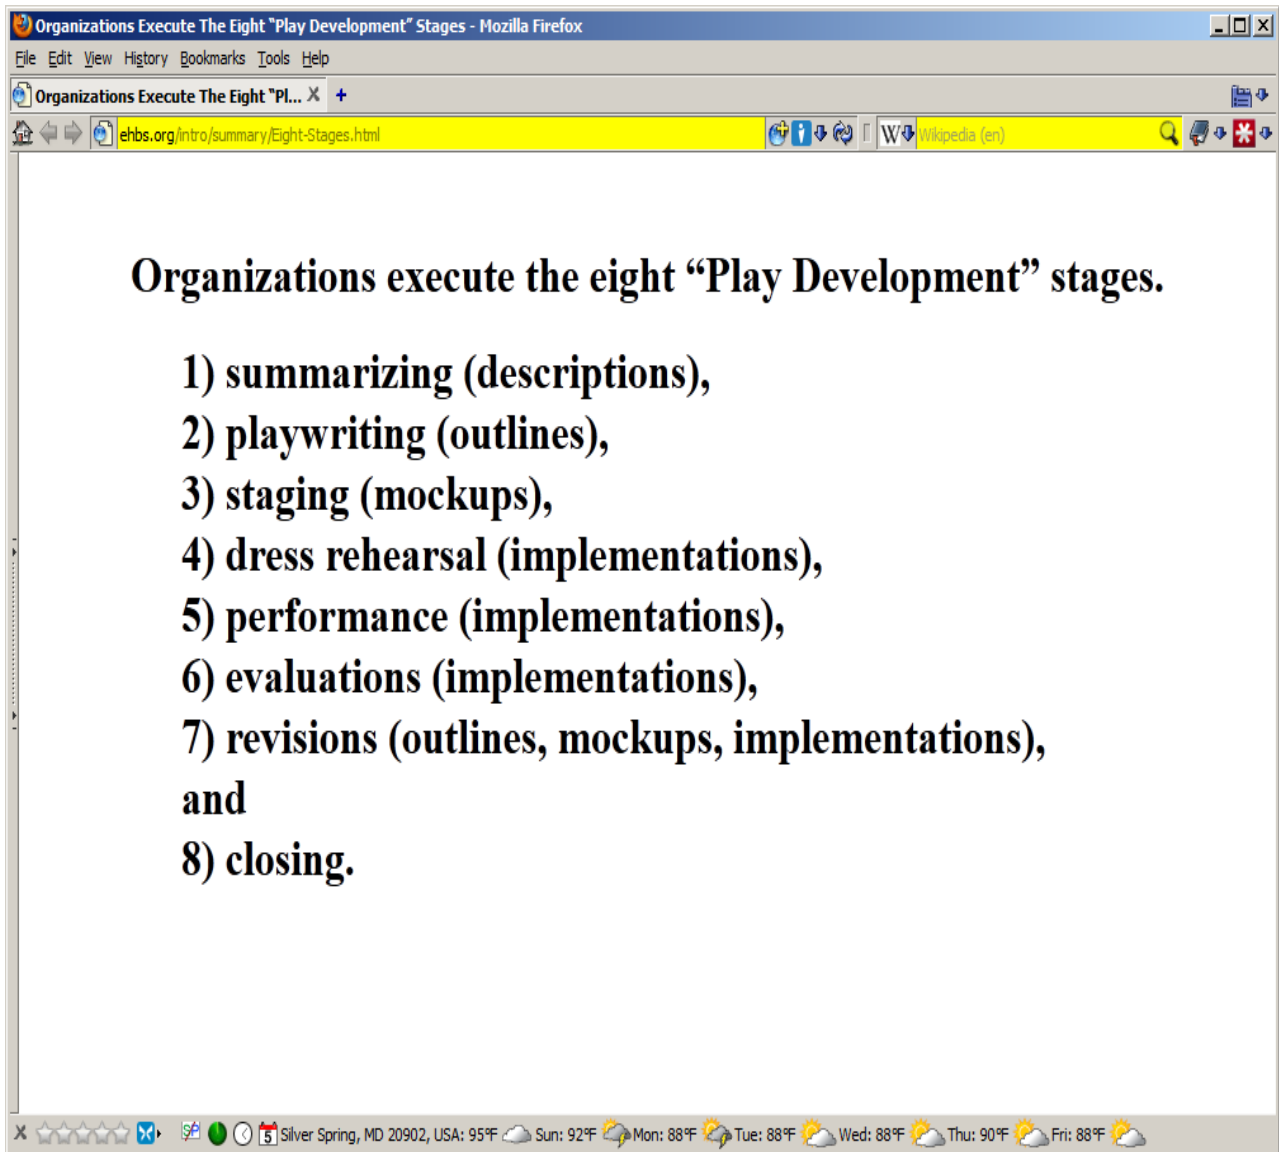 Organizations Execute The Eight "Play Development" Stages - Mozilla Firefox
File Edit View History Bookmarks Tools Help
Organizations Execute The Eight "Pl... X +
ehbs.org/intro/summary/Eight-Stages.html W Wikipedia (en)
Organizations execute the eight “Play Development” stages.
1) summarizing (descriptions),
2) playwriting (outlines),
3) staging (mockups),
4) dress rehearsal (implementations),
5) performance (implementations),
6) evaluations (implementations),
7) revisions (outlines, mockups, implementations),
and
8) closing.
X SP 5 Silver Spring, MD 20902, USA: 95°F Sun: 92°F Mon: 88°F Tue: 88°F Wed: 88°F Thu: 90°F Fri: 88°F